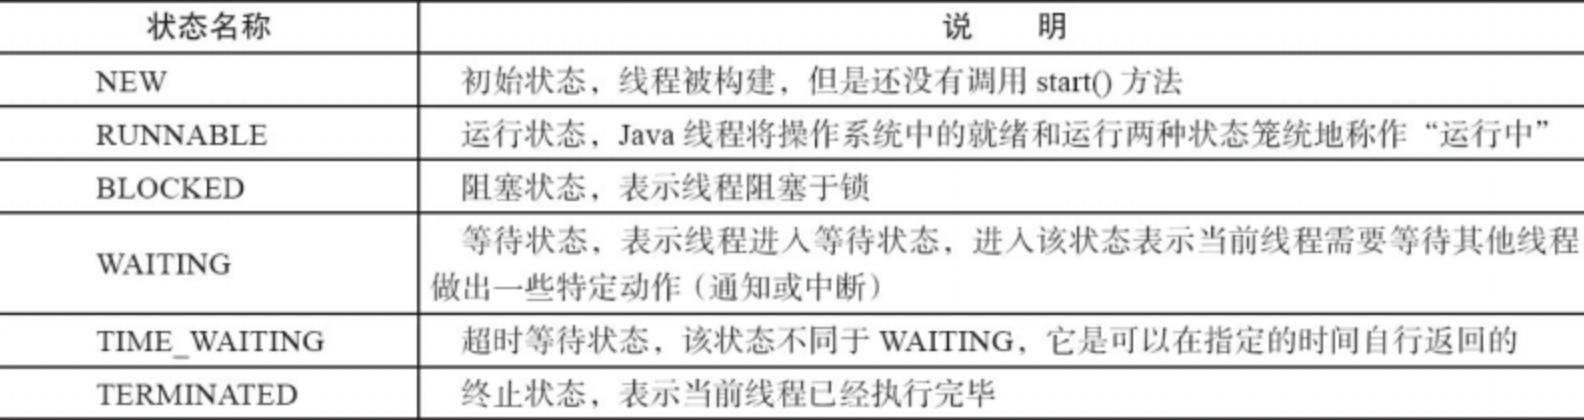 状态名称 说 明
NEW 初始状态，线程被构建，但是还没有调用 start() 方法
RUNNABLE 运行状态，Java 线程将操作系统中的就绪和运行两种状态笼统地称作“运行中”
BLOCKED 阻塞状态，表示线程阻塞于锁
WAITING 等待状态，表示线程进入等待状态，进入该状态表示当前线程需要等待其他线程
做出一些特定动作（通知或中断）
TIME_WAITING 超时等待状态，该状态不同于 WAITING，它是可以在指定的时间自行返回的
TERMINATED 终止状态，表示当前线程已经执行完毕